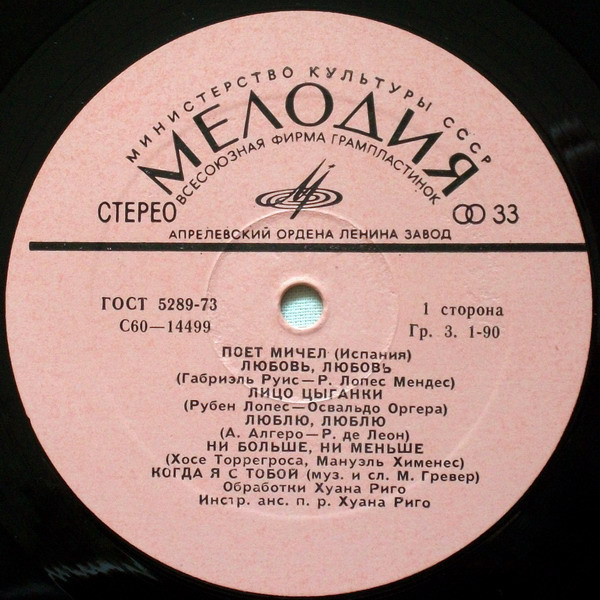 МИНИСТЕРСТВО КУЛЬТУРЫ СССР
МЕЛОДИЯ
ВСЕСОЮЗНАЯ ФИРМА ГРАМПЛАСТИНОК
СТЕРЕО
33
АПРЕЛЕВСКИЙ ОРДЕНА ЛЕНИНА ЗАВОД
ГОСТ 5289-73
С60—14499
1 сторона
Гр. 3. 1-90
ПОЕТ МИЧЕЛ (Испания)
ЛЮБОВЬ, ЛЮБОВЬ
(Габриэль Руис—Р. Лопес Мендес)
ЛИЦО ЦЫГАНКИ
(Рубен Лопес—Освальдо Оргера)
ЛЮБЛЮ, ЛЮБЛЮ
(А. Алгеро—Р. де Леон)
НИ БОЛЬШЕ, НИ МЕНЬШЕ
(Хосе Торрегроса, Мануэль Хименес)
КОГДА Я С ТОБОЙ (муз. и сл. М. Гревер)
Обработки Хуана Риго
Инстр. анс. п. р. Хуана Риго